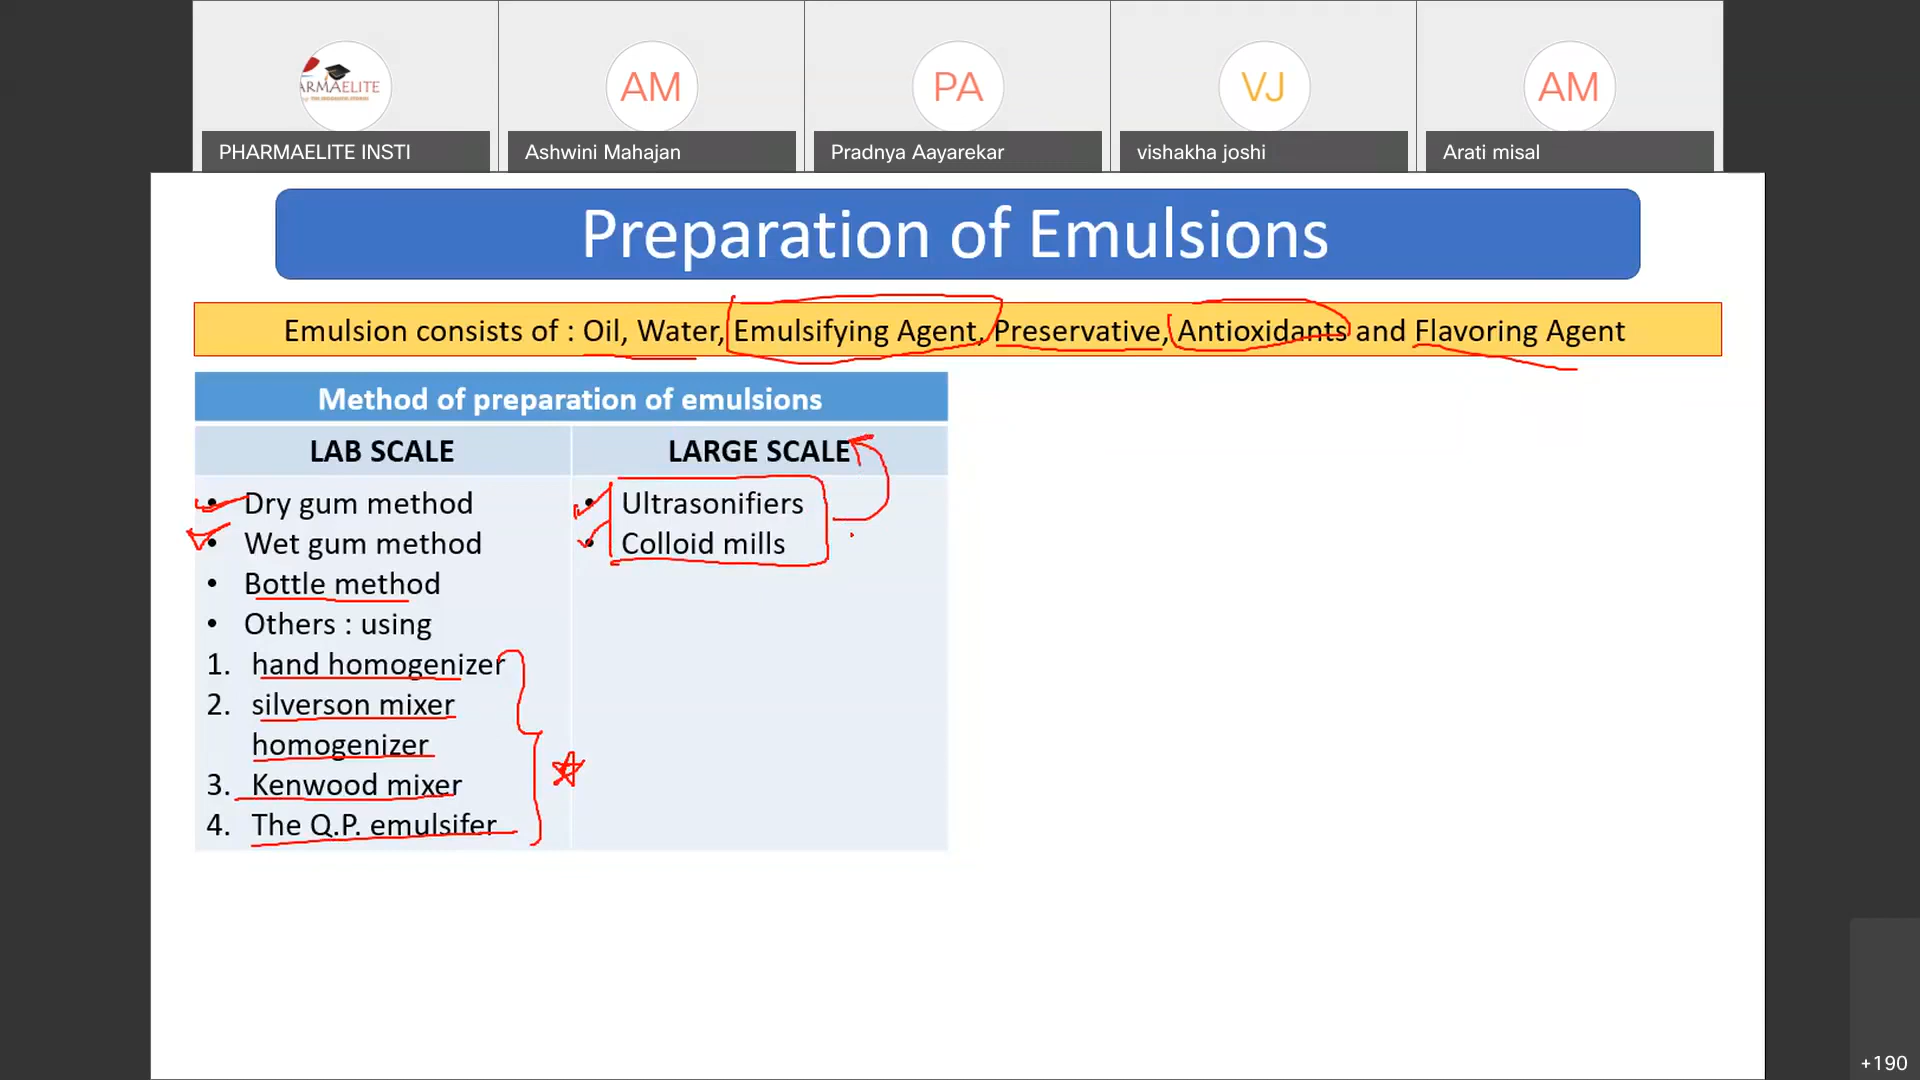 ARMAELITE
PHARMAELITE INSTI
AM
Ashwini Mahajan
PA
Pradnya Aayarekar
VJ
vishakha joshi
AM
Arati misal
Preparation of Emulsions
Emulsion consists of : Oil, Water, Emulsifying Agent, Preservative, Antioxidants and Flavoring Agent
Method of preparation of emulsions
LAB SCALE
• Dry gum method
• Wet gum method
• Bottle method
• Others : using
1. hand homogenizer
2. silverson mixer
homogenizer
3. Kenwood mixer
4. The Q.P. emulsifer
LARGE SCALE
• Ultrasonifiers
• Colloid mills
+190